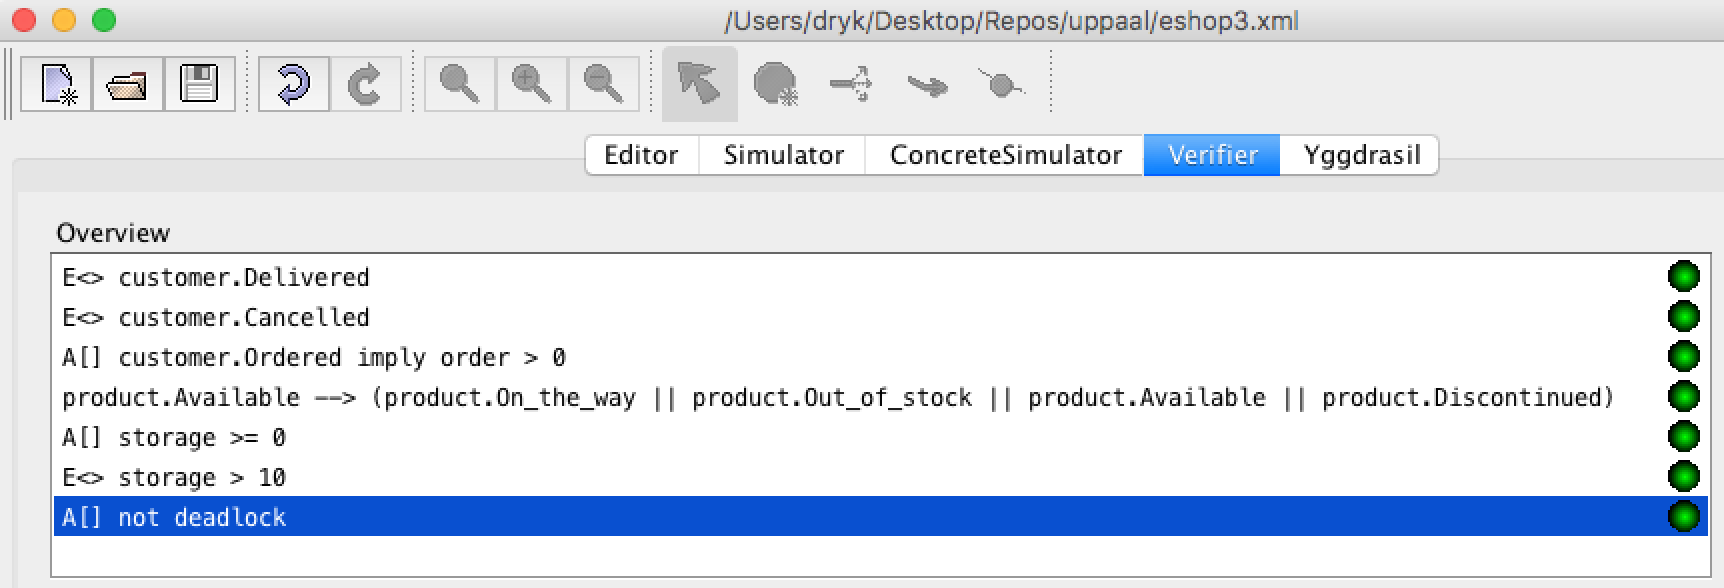 /Users/dryk/Desktop/Repos/uppaal/eshop3.xml
Editor Simulator ConcreteSimulator Verifier Yggdrasil
Overview
E<> customer.Delivered
E<> customer.Cancelled
A[] customer.Ordered imply order > 0
product.Available --> (product.On_the_way || product.Out_of_stock || product.Available || product.Discontinued)
A[] storage >= 0
E<> storage > 10
A[] not deadlock